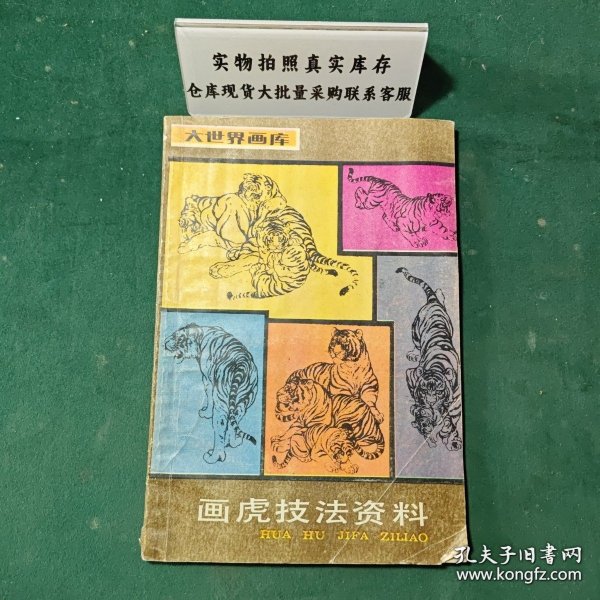 实物拍照真实库存
仓库现货大批量采购联系客服
大世界画库
画虎技法资料
HUA HU JIFA ZILIAO
孔夫子旧书网
www.kongfz.com